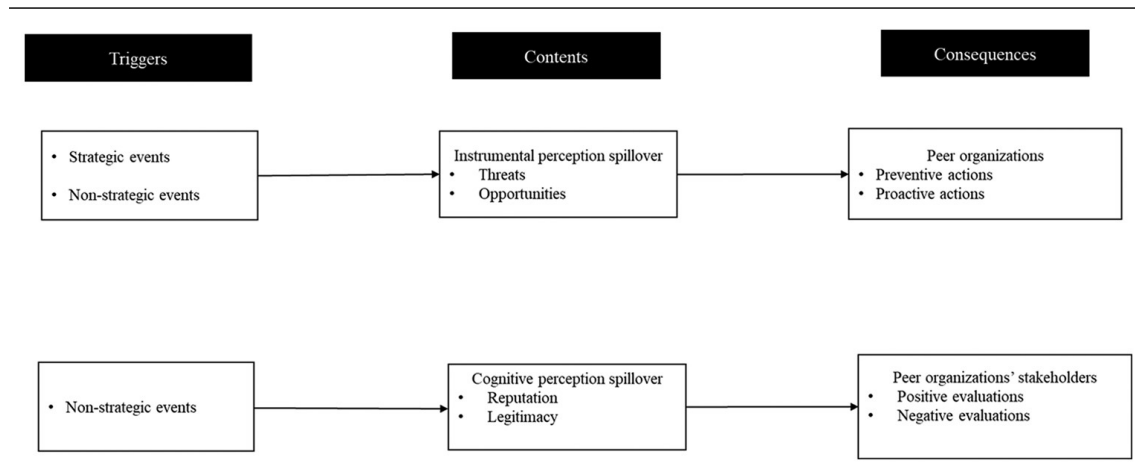 Triggers
Contents
Consequences
• Strategic events
• Non-strategic events
Instrumental perception spillover
• Threats
• Opportunities
Peer organizations
• Preventive actions
• Proactive actions
• Non-strategic events
Cognitive perception spillover
• Reputation
• Legitimacy
Peer organizations’ stakeholders
• Positive evaluations
• Negative evaluations